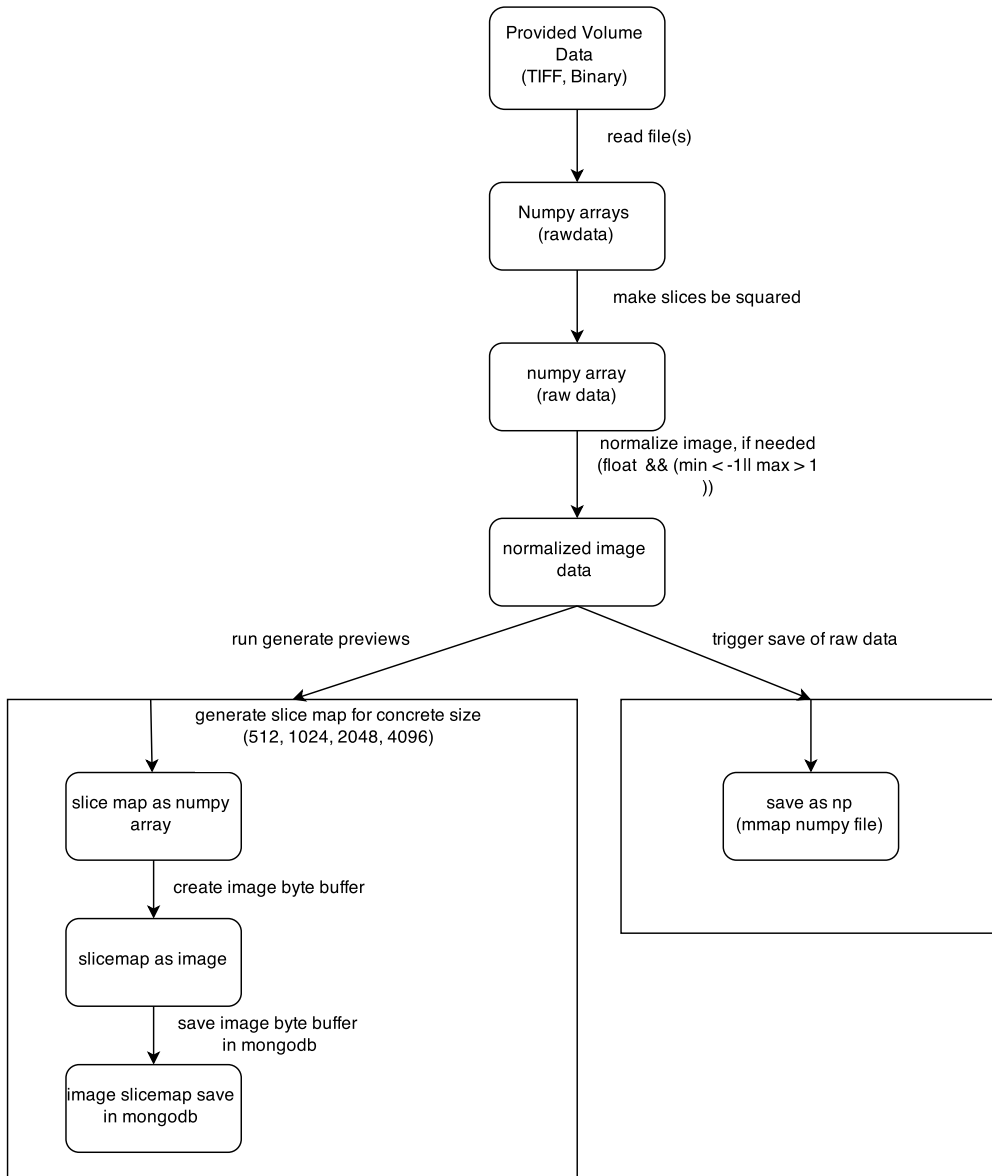 Provided Volume
Data
(TIFF, Binary)
read file(s)
Numpy arrays
(rawdata)
make slices be squared
numpy array
(raw data)
normalize image, if needed
(float && (min < -1|| max > 1
))
normalized image
data
run generate previews
trigger save of raw data
generate slice map for concrete size
(512, 1024, 2048, 4096)
slice map as numpy
array
save as np
(mmap numpy file)
create image byte buffer
slicemap as image
save image byte buffer
in mongodb
image slicemap save
in mongodb